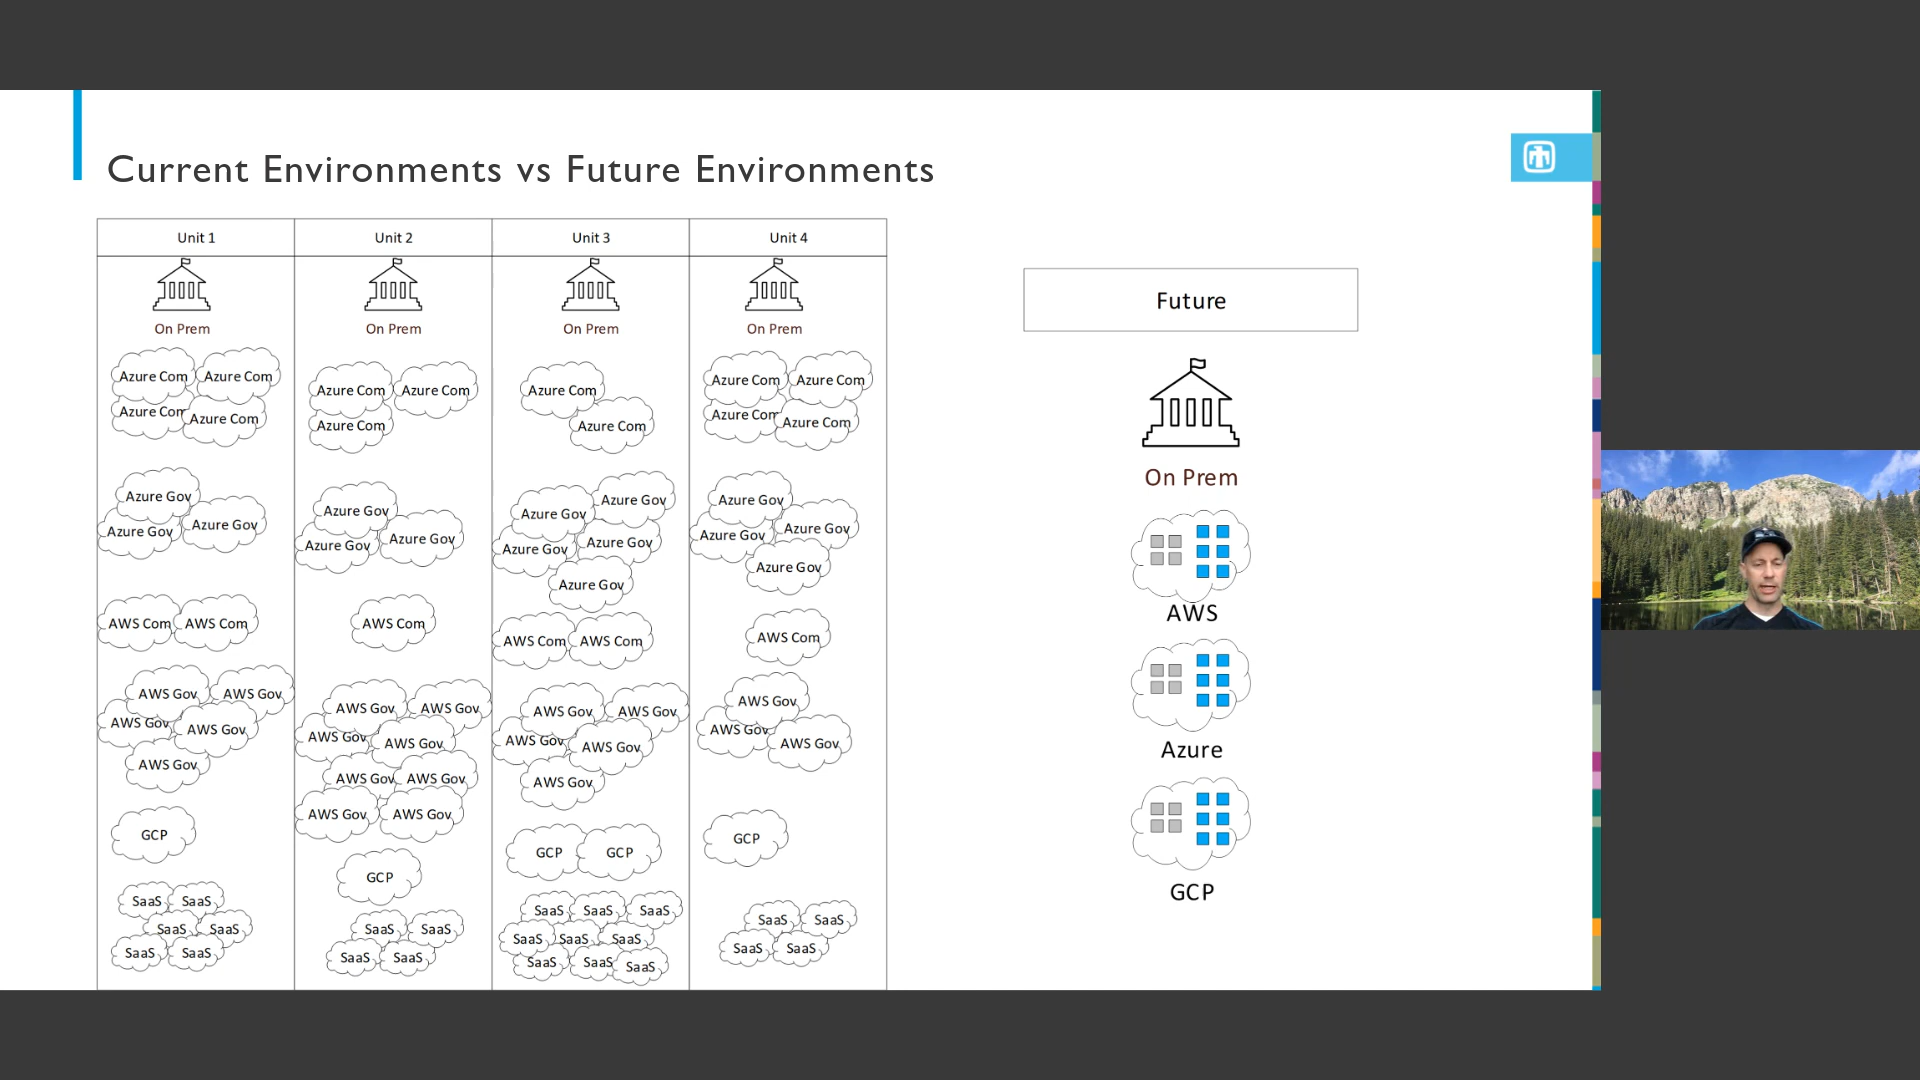 Current Environments vs Future Environments
Unit 1
On Prem
Azure Com Azure Com
Azure Com Azure Com
Azure Gov
Azure Gov Azure Gov
AWS Com AWS Com
AWS Gov AWS Gov
AWS Gov AWS Gov
AWS Gov
GCP
SaaS SaaS
SaaS SaaS
SaaS SaaS
Unit 2
On Prem
Azure Com Azure Com
Azure Com
Azure Gov
Azure Gov Azure Gov
AWS Com
AWS Gov AWS Gov
AWS Gov AWS Gov
AWS Gov AWS Gov
AWS Gov AWS Gov
GCP
SaaS SaaS
SaaS SaaS
Unit 3
On Prem
Azure Com
Azure Com
Azure Gov Azure Gov
Azure Gov Azure Gov
Azure Gov
AWS Com AWS Com
AWS Gov AWS Gov
AWS Gov AWS Gov
AWS Gov
GCP GCP
SaaS SaaS SaaS
SaaS SaaS SaaS
SaaS SaaS SaaS
Unit 4
On Prem
Azure Com Azure Com
Azure Com Azure Com
Azure Gov
Azure Gov Azure Gov
Azure Gov
AWS Com
AWS Gov
AWS Gov AWS Gov
GCP
SaaS SaaS
SaaS SaaS
Future
On Prem
AWS
Azure
GCP